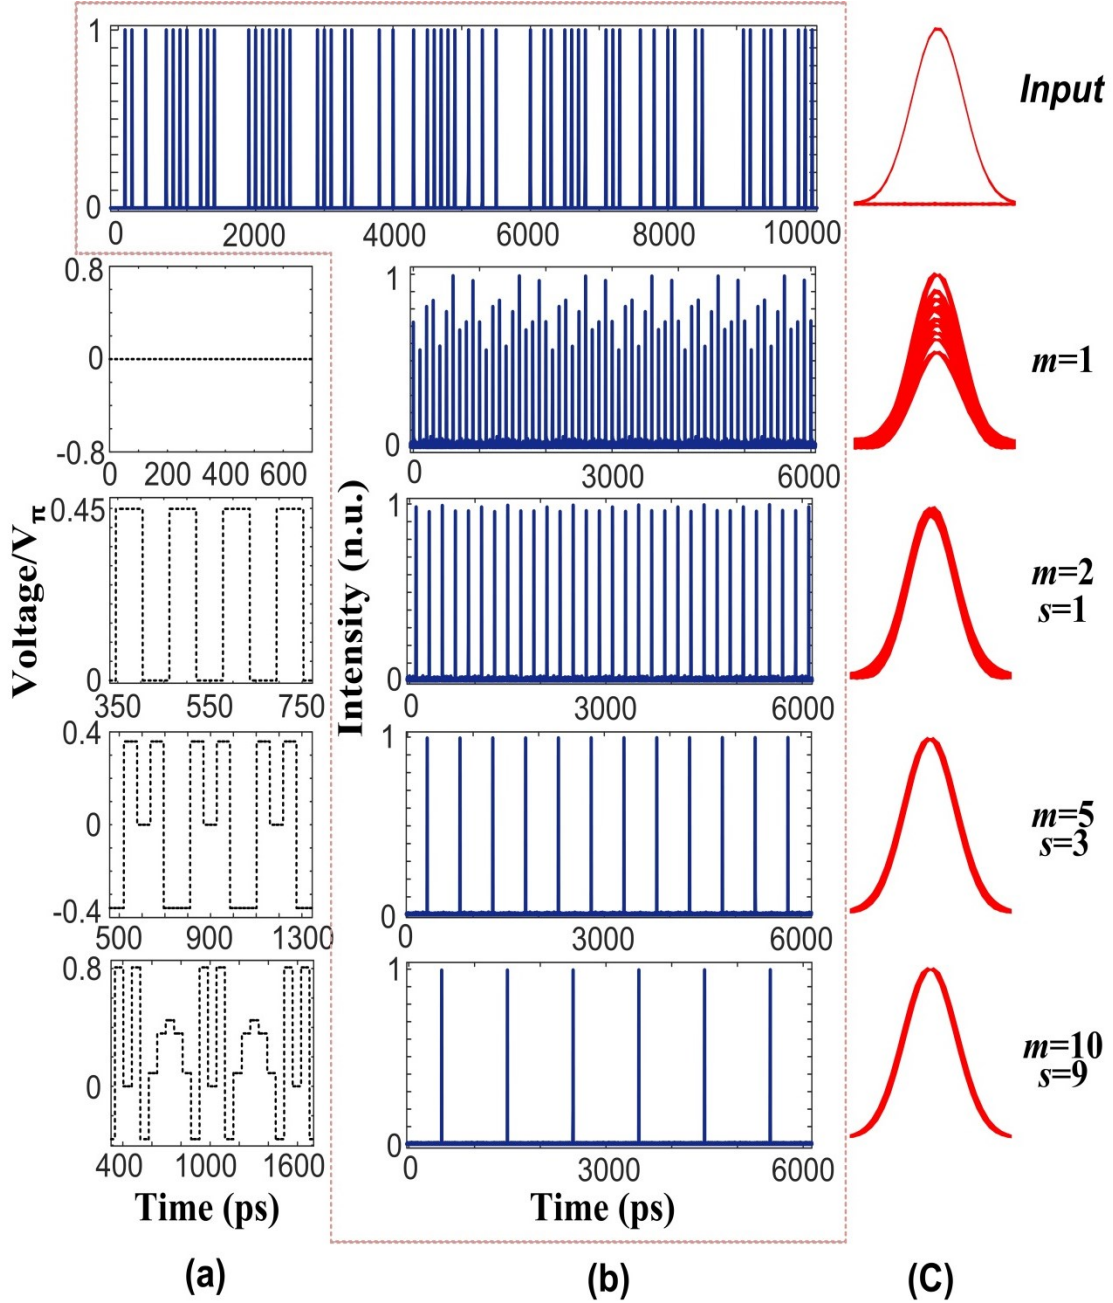 1
0
0 2000 4000 6000 8000 10000
Input
0.8
0
-0.8
0 200 400 600
1
0
0 3000 6000
m=1
0.45
0
350 550 750
1
0
0 3000 6000
m=2
s=1
Voltage/Vπ
Intensity (n.u.)
0.4
0
-0.4
500 900 1300
1
0
0 3000 6000
m=5
s=3
0.8
0
400 1000 1600
1
0
0 3000 6000
m=10
s=9
Time (ps)
Time (ps)
(a)
(b)
(C)